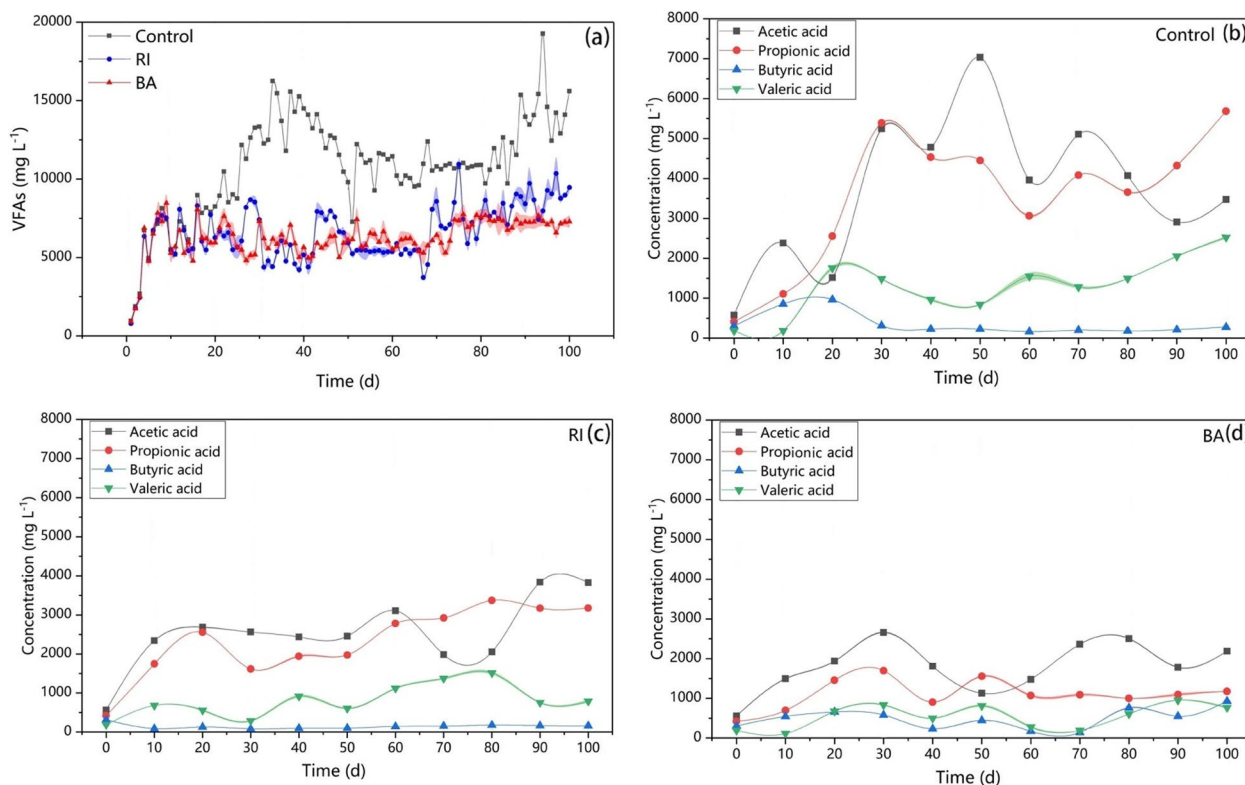 (a)
Control
RI
BA
20000
15000
10000
5000
0
VFAs (mg L⁻¹)
0 20 40 60 80 100
Time (d)
Control (b)
Acetic acid
Propionic acid
Butyric acid
Valeric acid
8000
7000
6000
5000
4000
3000
2000
1000
0
Concentration (mg L⁻¹)
0 10 20 30 40 50 60 70 80 90 100
Time (d)
RI (c)
Acetic acid
Propionic acid
Butyric acid
Valeric acid
8000
7000
6000
5000
4000
3000
2000
1000
0
Concentration (mg L⁻¹)
0 10 20 30 40 50 60 70 80 90 100
Time (d)
BA (d
Acetic acid
Propionic acid
Butyric acid
Valeric acid
8000
7000
6000
5000
4000
3000
2000
1000
0
Concentration (mg L⁻¹)
0 10 20 30 40 50 60 70 80 90 100
Time (d)